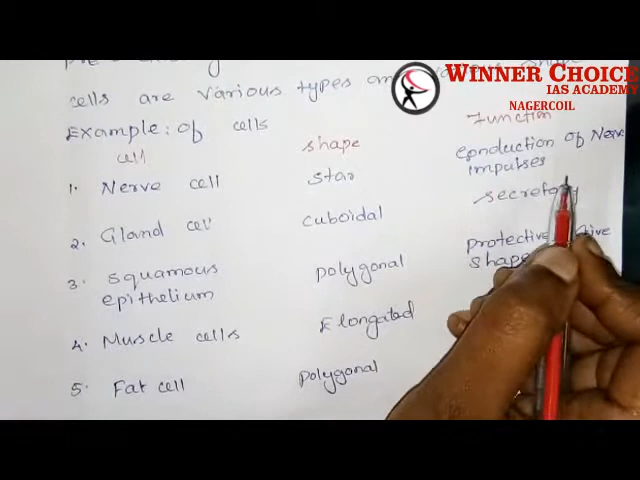 WINNER CHOICE
IAS ACADEMY
NAGERCOIL
cells are various types
Example: of cells
cell shape Function
1. Nerve cell star conduction of Nerve impulses
2. Gland cell cuboidal secretory
3. squamous epithelium polygonal protective shape
4. Muscle cells Elongated
5. Fat cell polygonal